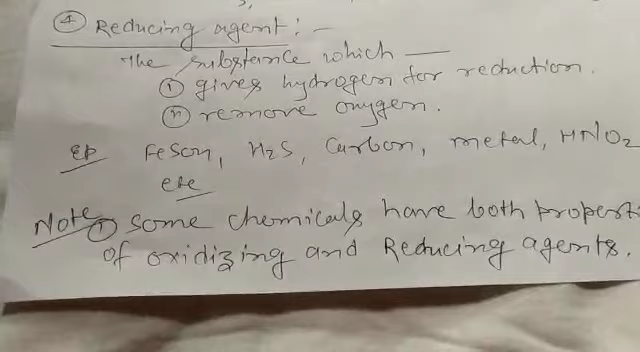 ④ Reducing agent : -
The substance which —
① gives hydrogen for reduction.
② remove oxygen.
FeSO4, H2S, Carbon, metal, HNO2
etc
Note ① some chemicals have both propert
of oxidizing and Reducing agents.